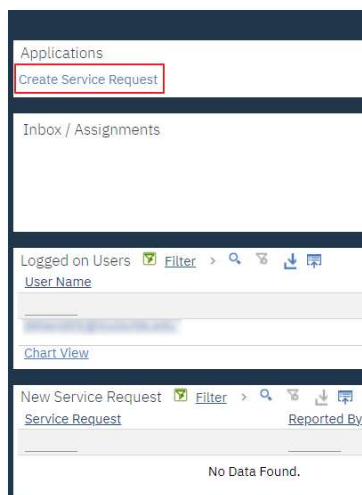 Applications
Create Service Request
Inbox / Assignments
Logged on Users Filter >
User Name
Chart View
New Service Request Filter >
Service Request Reported By
No Data Found.